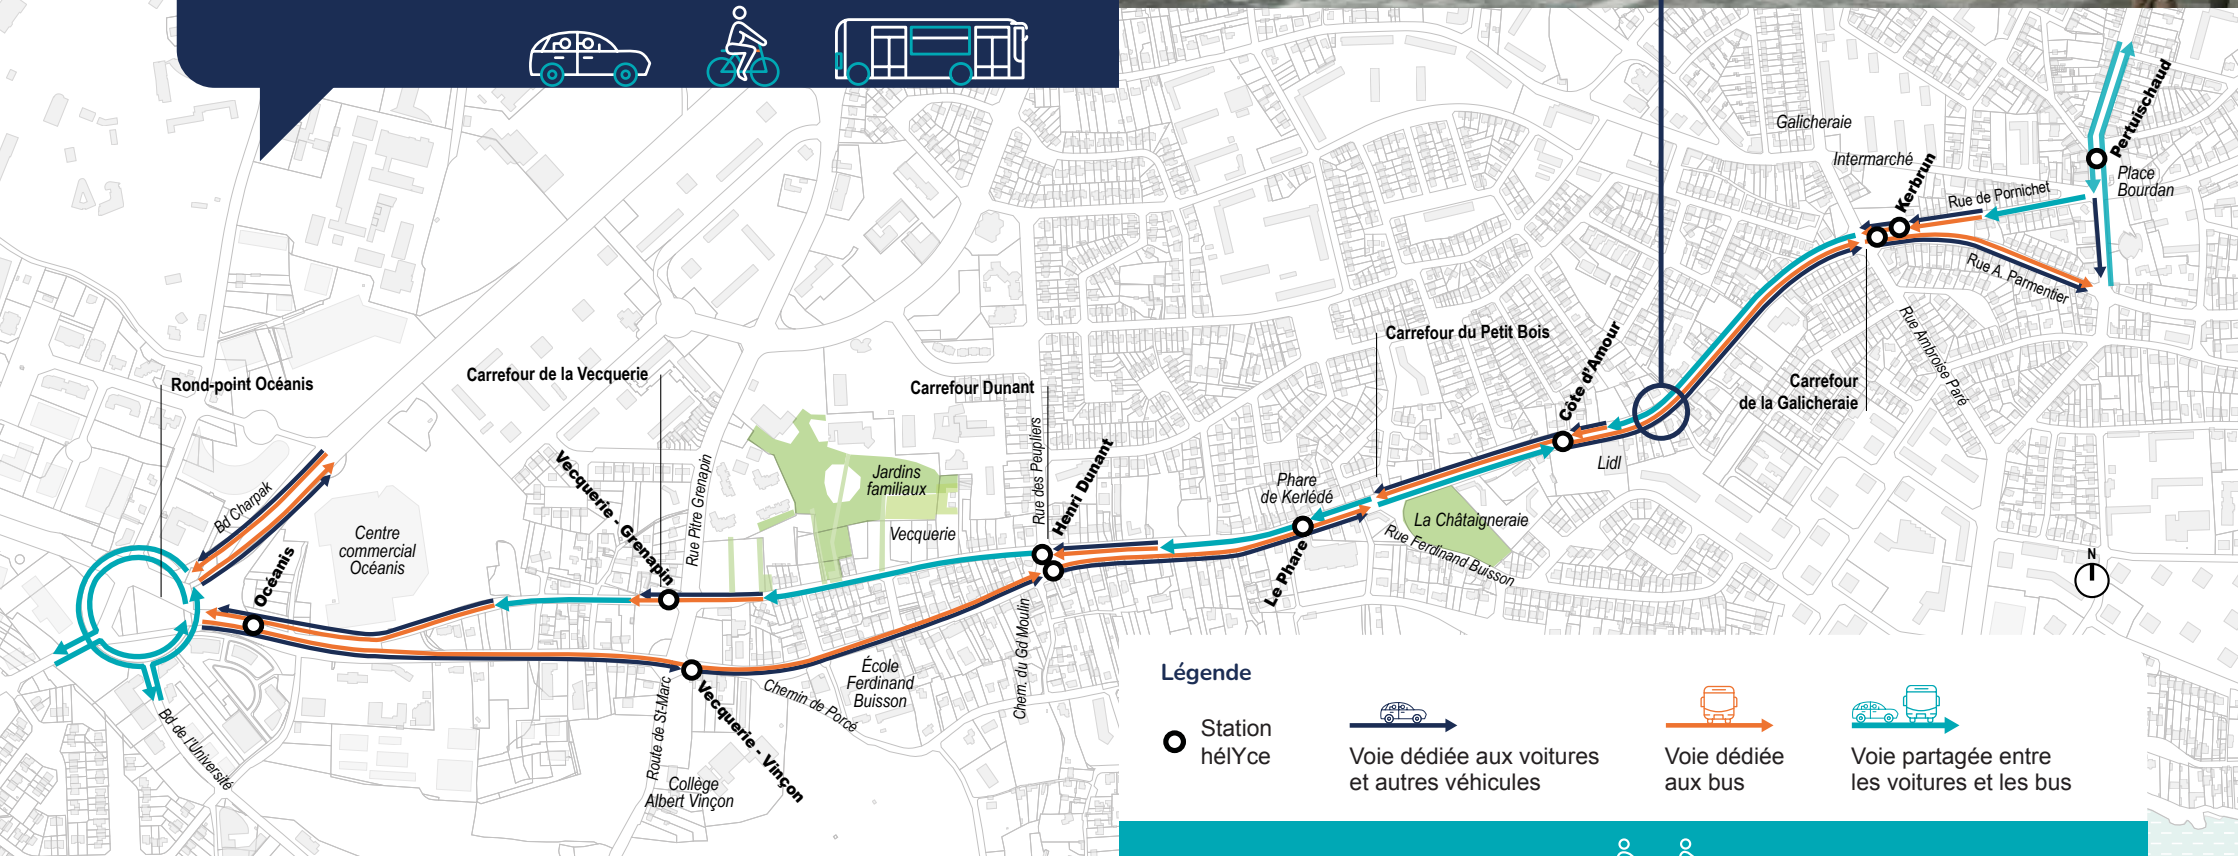 Galicheraie
Intermarché
Kerbrun
Pertuischaud
Place
Bourdan
Rue de Pornichet
Rue A. Parmentier
Rue Ambroise Paré
Carrefour
de la Galicheraie
Carrefour du Petit Bois
Côte d'Amour
Lidl
Rond-point Océanis
Carrefour de la Vecquerie
Carrefour Dunant
Bd Charpak
Centre
commercial
Océanis
Océanis
Vecquerie - Grenapin
Rue Pitre Grenapin
Jardins
familiaux
Vecquerie
Rue des Peupliers
Henri Dunant
Phare
de Kerlédé
Le Phare
La Châtaigneraie
Rue Ferdinand Buisson
Bd de l'Université
Route de St-Marc
Vecquerie - Vinçon
Collège
Albert Vinçon
Chemin de Porcé
École
Ferdinand
Buisson
Chem. du Gd Moulin
N
Légende
Station
hélYce
Voie dédiée aux voitures
et autres véhicules
Voie dédiée
aux bus
Voie partagée entre
les voitures et les bus